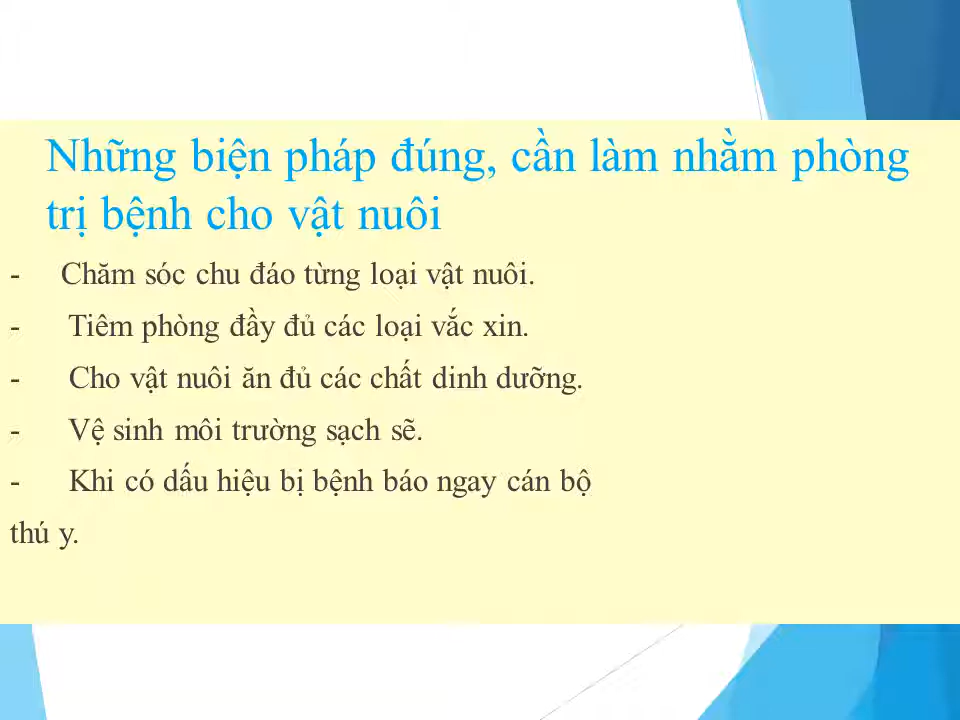 Những biện pháp đúng, cần làm nhằm phòng
trị bệnh cho vật nuôi
- Chăm sóc chu đáo từng loại vật nuôi.
- Tiêm phòng đầy đủ các loại vắc xin.
- Cho vật nuôi ăn đủ các chất dinh dưỡng.
- Vệ sinh môi trường sạch sẽ.
- Khi có dấu hiệu bị bệnh báo ngay cán bộ
thú y.